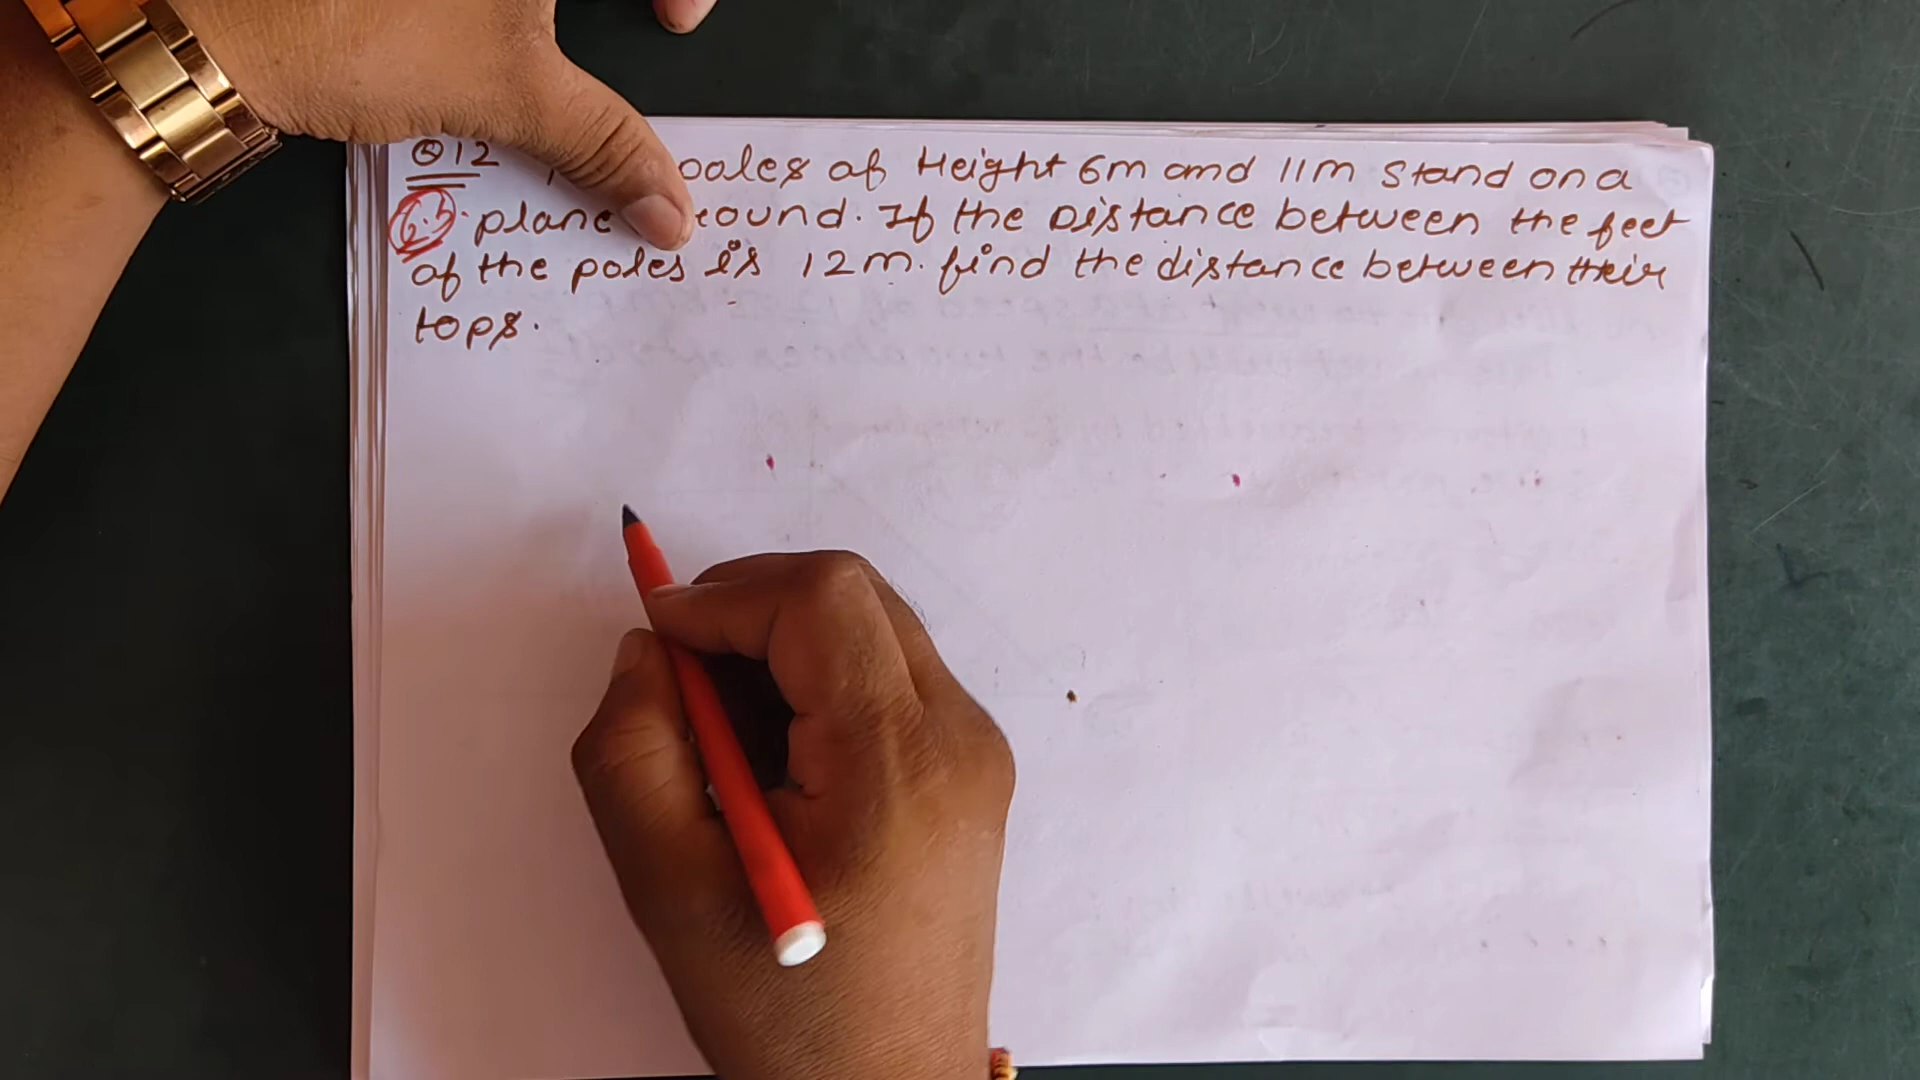 Q12 poles of Height 6m and 11m stand on a
6.5. plane round. If the Distance between the feet
of the poles is 12m. find the distance between their
tops.